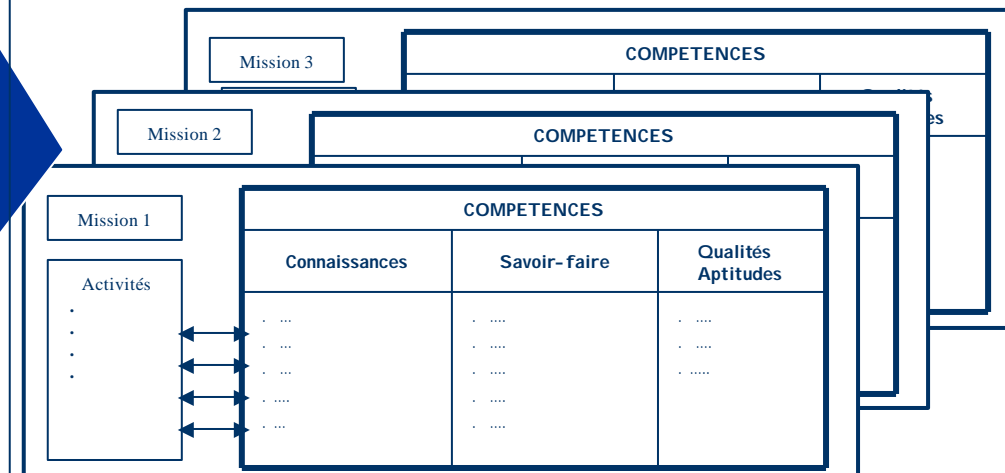 Mission 3
COMPETENCES
Mission 2
COMPETENCES
Mission 1
COMPETENCES
Connaissances
Savoir-faire
Qualités
Aptitudes
Activités
•
•
•
•
. ...
. ...
. ...
. ....
. ...
. ....
. ....
. ....
. ....
. ....
. ....
. ....
. .....